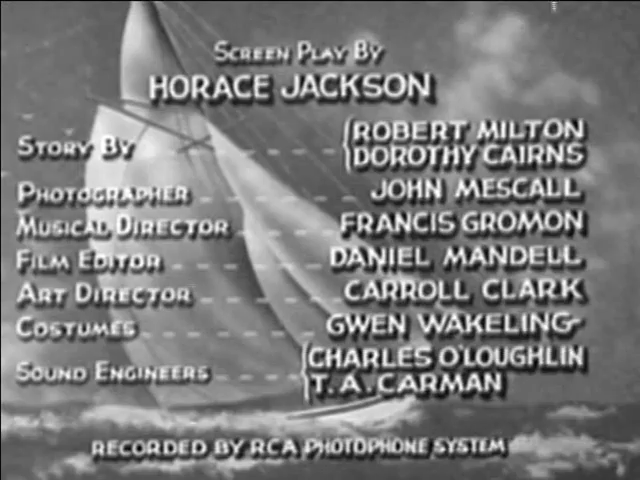 SCREEN PLAY BY
HORACE JACKSON
STORY BY ROBERT MILTON
DOROTHY CAIRNS
PHOTOGRAPHER JOHN MESCALL
MUSICAL DIRECTOR FRANCIS GROMON
FILM EDITOR DANIEL MANDELL
ART DIRECTOR CARROLL CLARK
COSTUMES GWEN WAKELING
SOUND ENGINEERS CHARLES O'LOUGHLIN
T. A. CARMAN
RECORDED BY RCA PHOTOPHONE SYSTEM